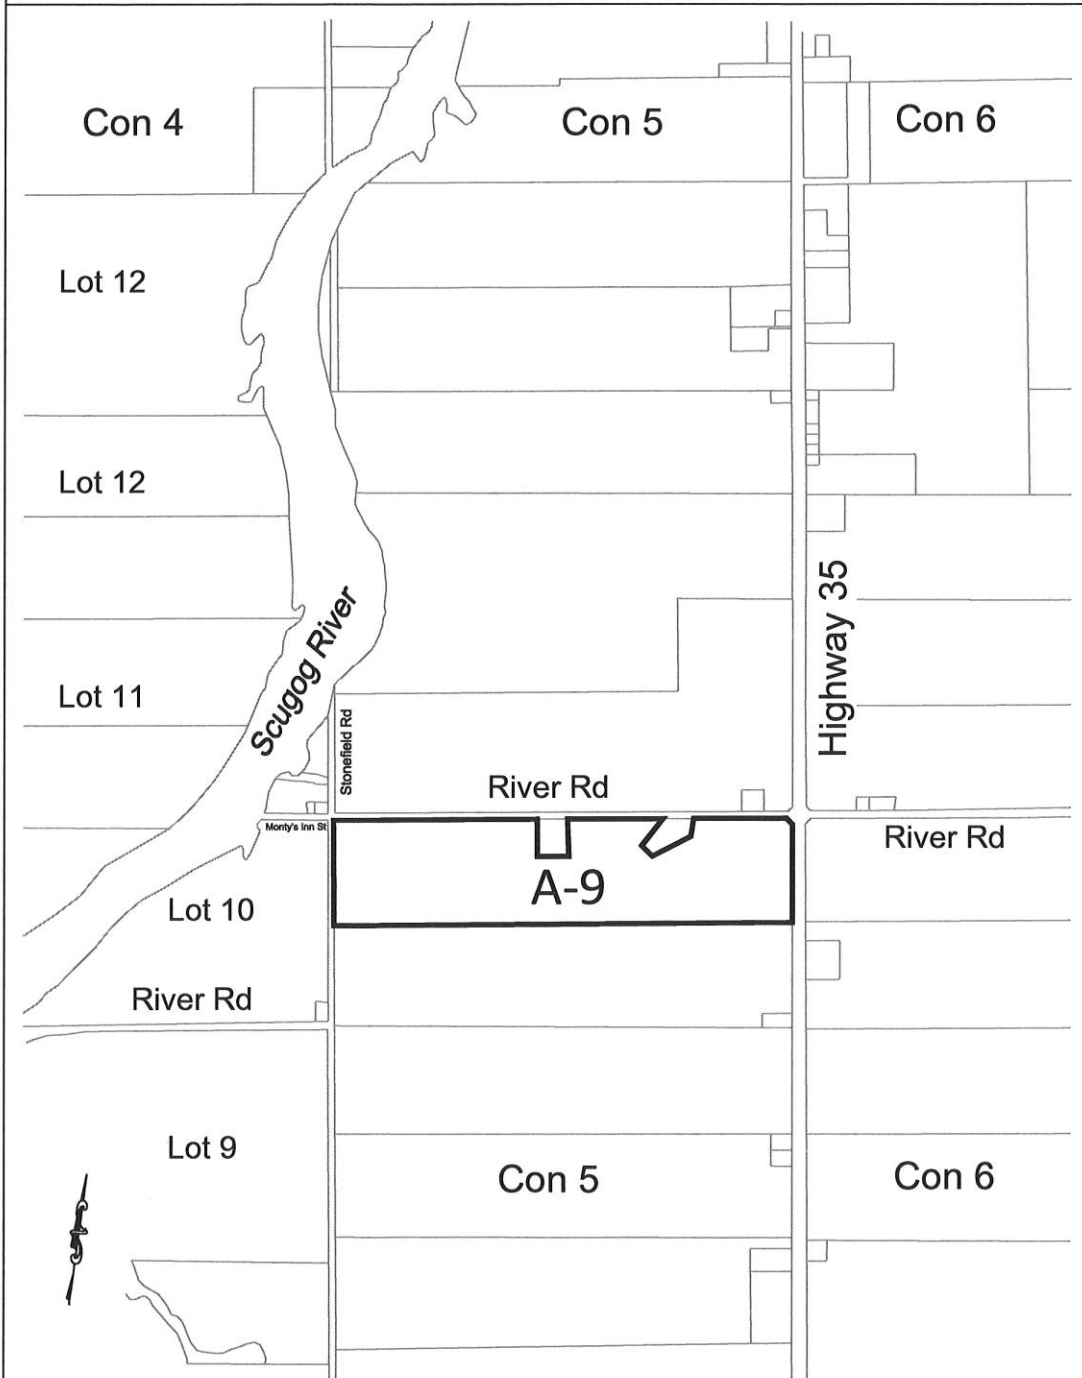 Con 4
Con 5
Con 6
Lot 12
Lot 12
Scugog River
Highway 35
Lot 11
Stonefield Rd
River Rd
Monty's Inn St
River Rd
A-9
Lot 10
River Rd
Lot 9
Con 5
Con 6